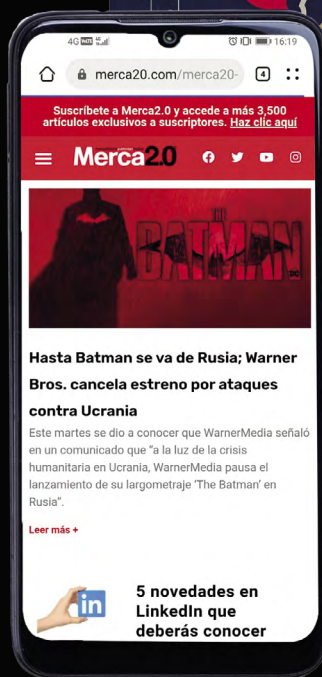 4G 16:19
merca20.com/merca20- 4
Suscríbete a Merca2.0 y accede a más 3,500
artículos exclusivos a suscriptores. Haz clic aquí
Merca2.0
THE
BATMAN
DC
Hasta Batman se va de Rusia; Warner
Bros. cancela estreno por ataques
contra Ucrania
Este martes se dio a conocer que WarnerMedia señaló
en un comunicado que "a la luz de la crisis
humanitaria en Ucrania, WarnerMedia pausa el
lanzamiento de su largometraje 'The Batman' en
Rusia".
Leer más +
in
5 novedades en
LinkedIn que
deberás conocer